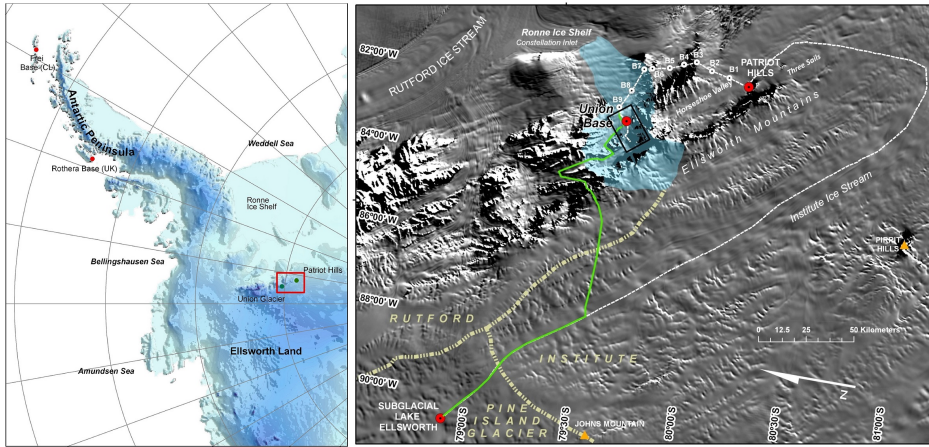 Frei
Base (CL)
Antartic Peninsula
Rothera Base (UK)
Weddell Sea
Ronne
Ice Shelf
Bellingshausen Sea
Patriot Hills
Union Glacier
Ellsworth Land
Amundsen Sea
82°00' W
84°00' W
86°00' W
88°00' W
90°00' W
RUTFORD ICE STREAM
Ronne Ice Shelf
Constellation Inlet
B7
B6
B5
B4
B3
B2
B1
B8
B9
PATRIOT
HILLS
Three Sails
Horseshoe Valley
Union
Base
Ellsworth Mountains
Institute Ice Stream
PIRRIT
HILLS
RUTFORD
INSTITUTE
PINE
ISLAND
GLACIER
0 12.5 25 50 Kilometers
N
SUBGLACIAL
LAKE
ELLSWORTH
JOHNS MOUNTAIN
79°00' S
79°30' S
80°00' S
80°30' S
81°00' S